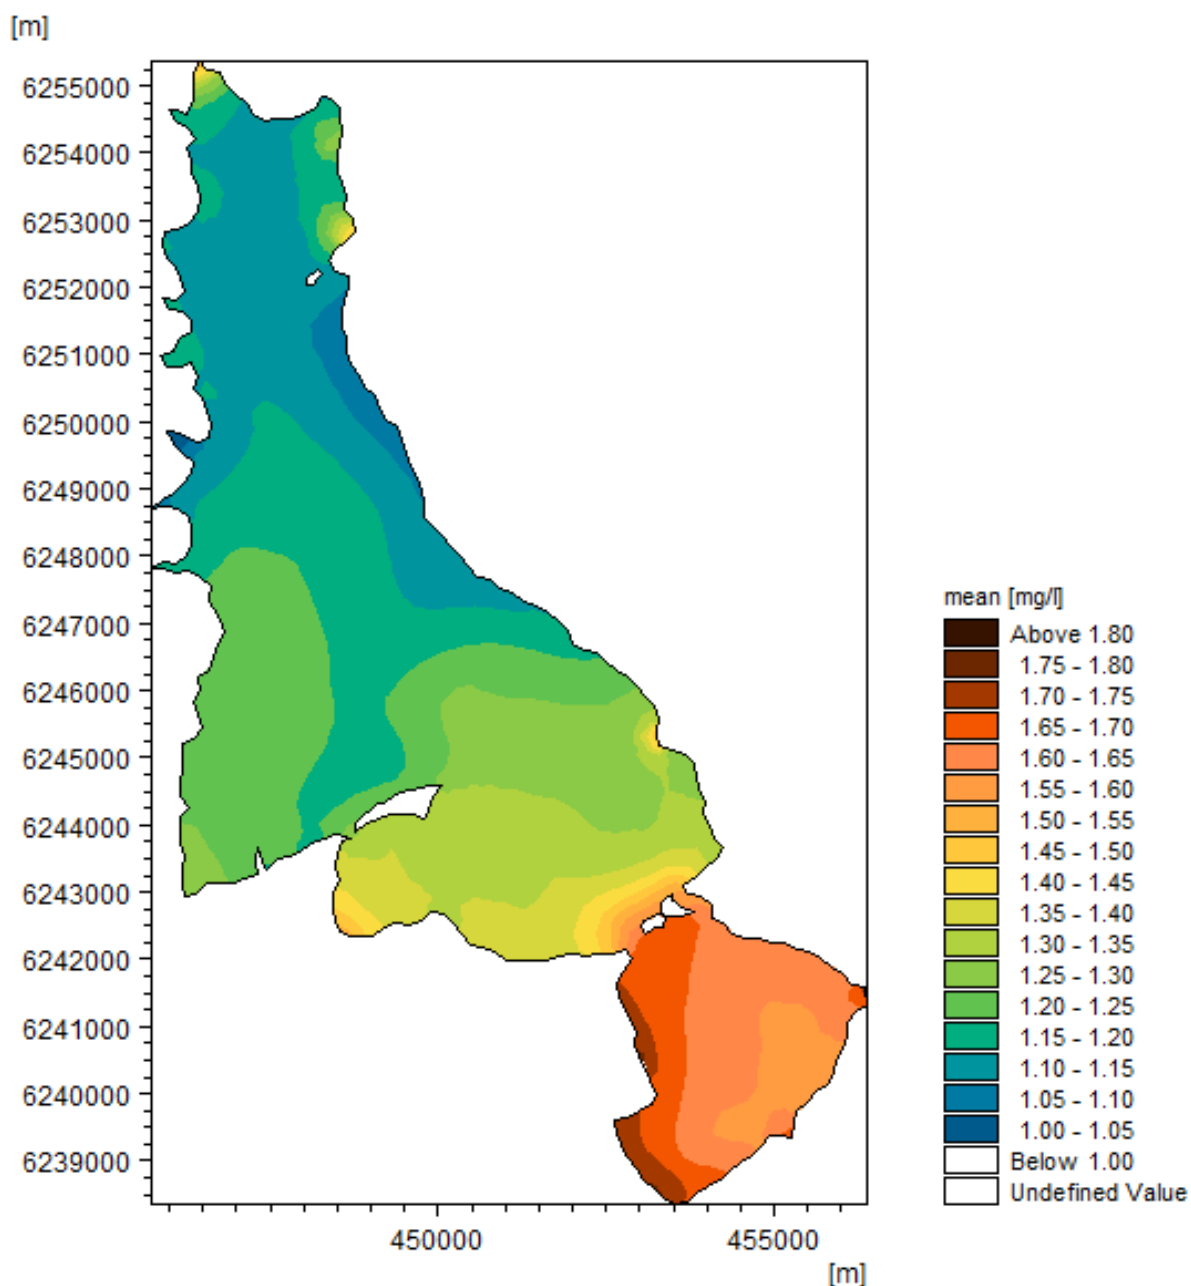 [m]
6255000
6254000
6253000
6252000
6251000
6250000
6249000
6248000
6247000
6246000
6245000
6244000
6243000
6242000
6241000
6240000
6239000
450000
455000
[m]
mean [mg/l]
Above 1.80
1.75 - 1.80
1.70 - 1.75
1.65 - 1.70
1.60 - 1.65
1.55 - 1.60
1.50 - 1.55
1.45 - 1.50
1.40 - 1.45
1.35 - 1.40
1.30 - 1.35
1.25 - 1.30
1.20 - 1.25
1.15 - 1.20
1.10 - 1.15
1.05 - 1.10
1.00 - 1.05
Below 1.00
Undefined Value